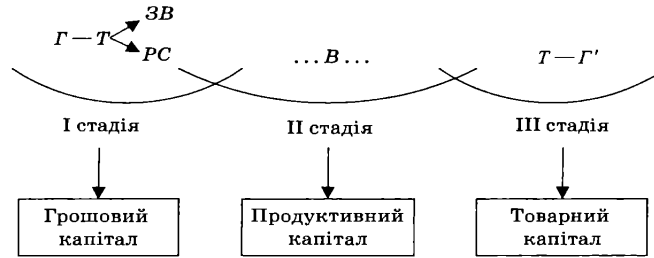 ЗВ
Г — Т
РС
...В...
Т — Г'
І стадія
ІІ стадія
ІІІ стадія
Грошовий
капітал
Продуктивний
капітал
Товарний
капітал